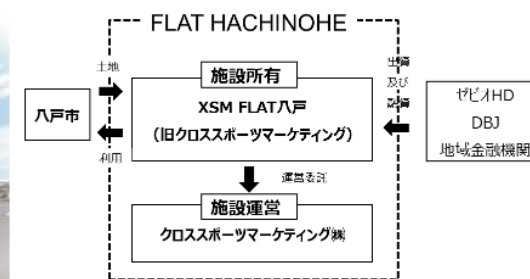 FLAT HACHINOHE
土地
八戸市
利用
施設所有
XSM FLAT八戸
（旧クロススポーツマーケティング）
出資
及び
融資
ゼビオHD
DBJ
地域金融機関
運営委託
施設運営
クロススポーツマーケティング㈱